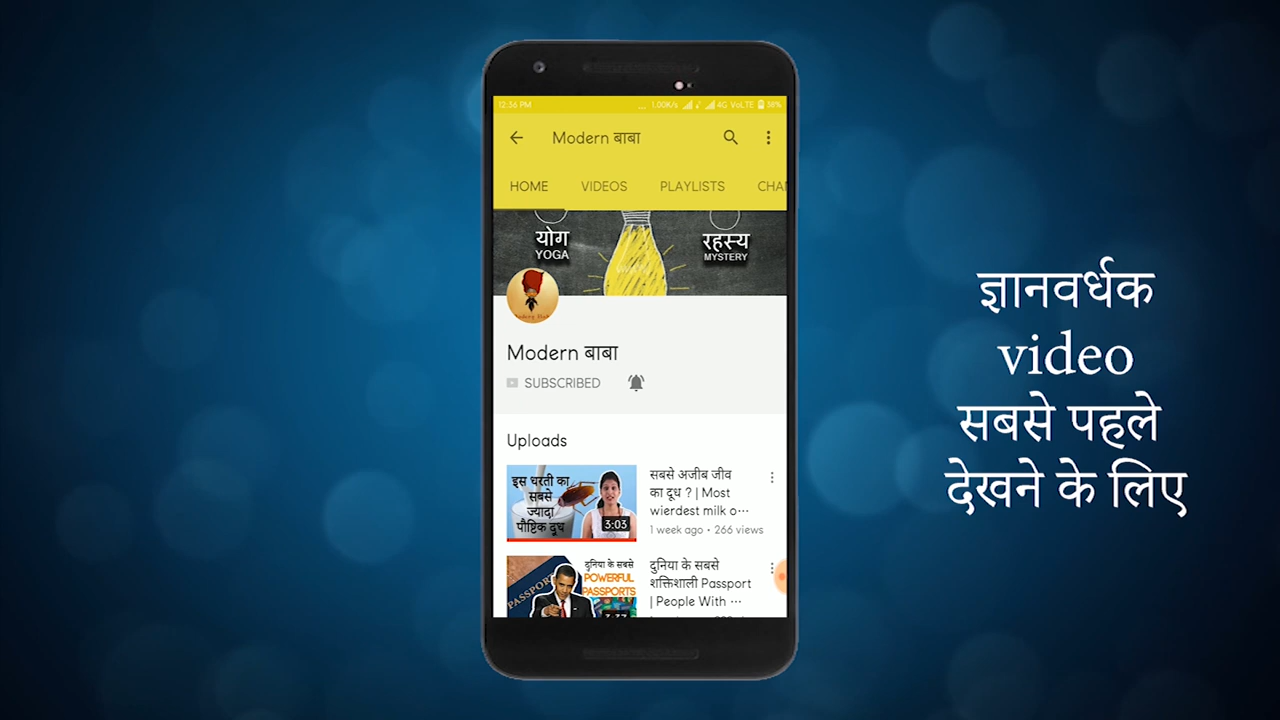 12:56 PM
... 1.00K/s 4G VoLTE 38%
Modern बाबा
HOME VIDEOS PLAYLISTS CHA
योग
YOGA
रहस्य
MYSTERY
Modern बाबा
SUBSCRIBED
Uploads
इस धरती का
सबसे
ज्यादा
पौष्टिक दूध
3:03
सबसे अजीब जीव
का दूध ? | Most
wierdest milk o...
1 week ago • 266 views
PASSPORT
दुनिया के सबसे
POWERFUL
PASSPORTS
दुनिया के सबसे
शक्तिशाली Passport
| People With ...
ज्ञानवर्धक
video
सबसे पहले
देखने के लिए